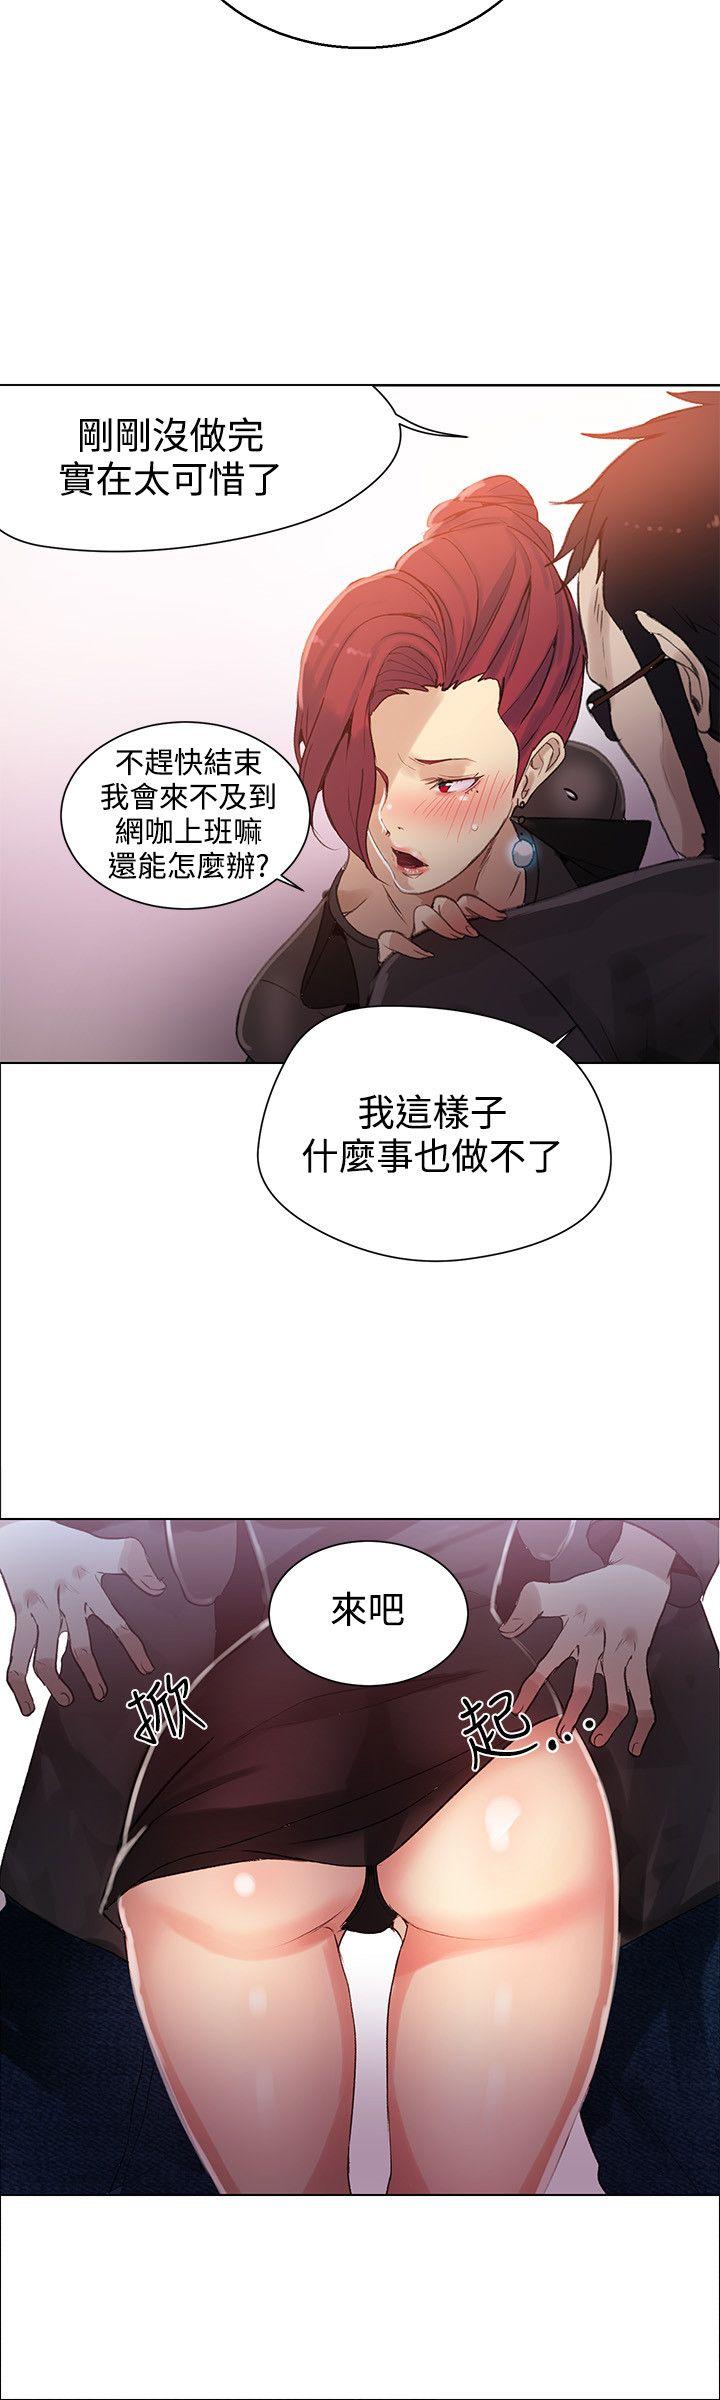 剛剛沒做完
實在太可惜了
不趕快結束
我會來不及到
網咖上班嘛
還能怎麼辦?
我這樣子
什麼事也做不了
來吧
掀起...